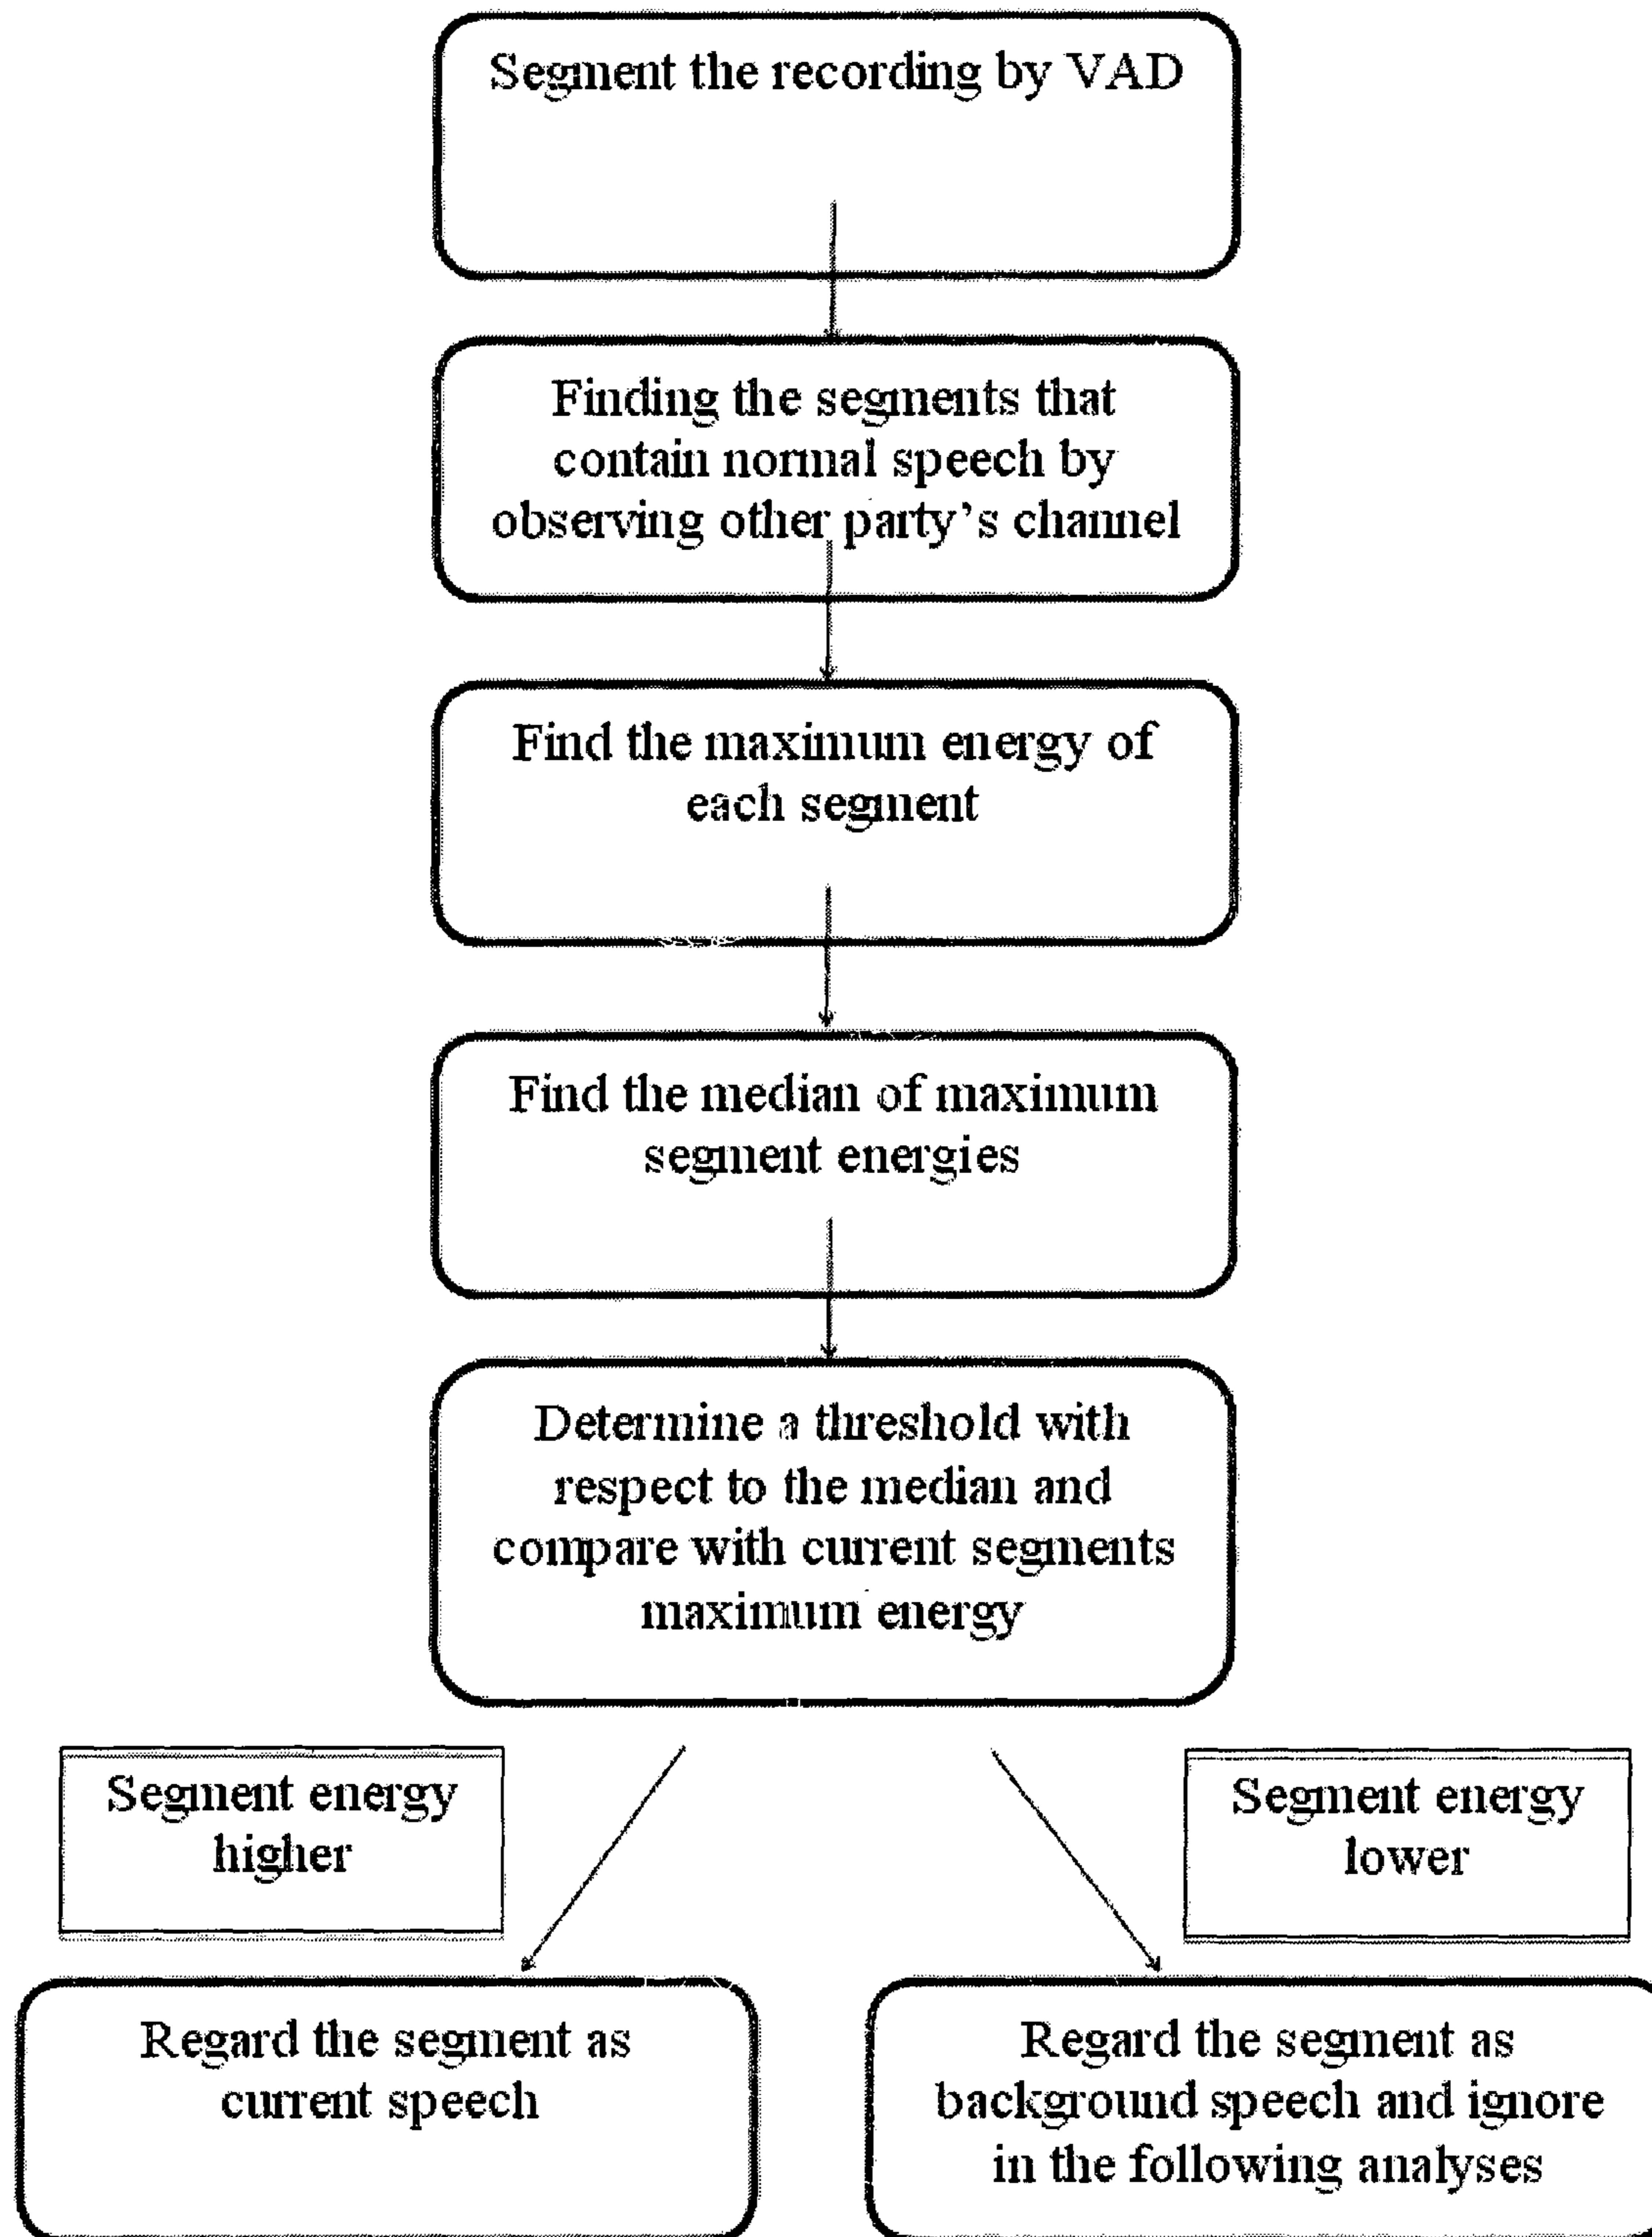 Segment the recording by VAD
Finding the segments that
contain normal speech by
observing other party's channel
Find the maximum energy of
each segment
Find the median of maximum
segment energies
Determine a threshold with
respect to the median and
compare with current segments
maximum energy
Segment energy
higher
Segment energy
lower
Regard the segment as
current speech
Regard the segment as
background speech and ignore
in the following analyses